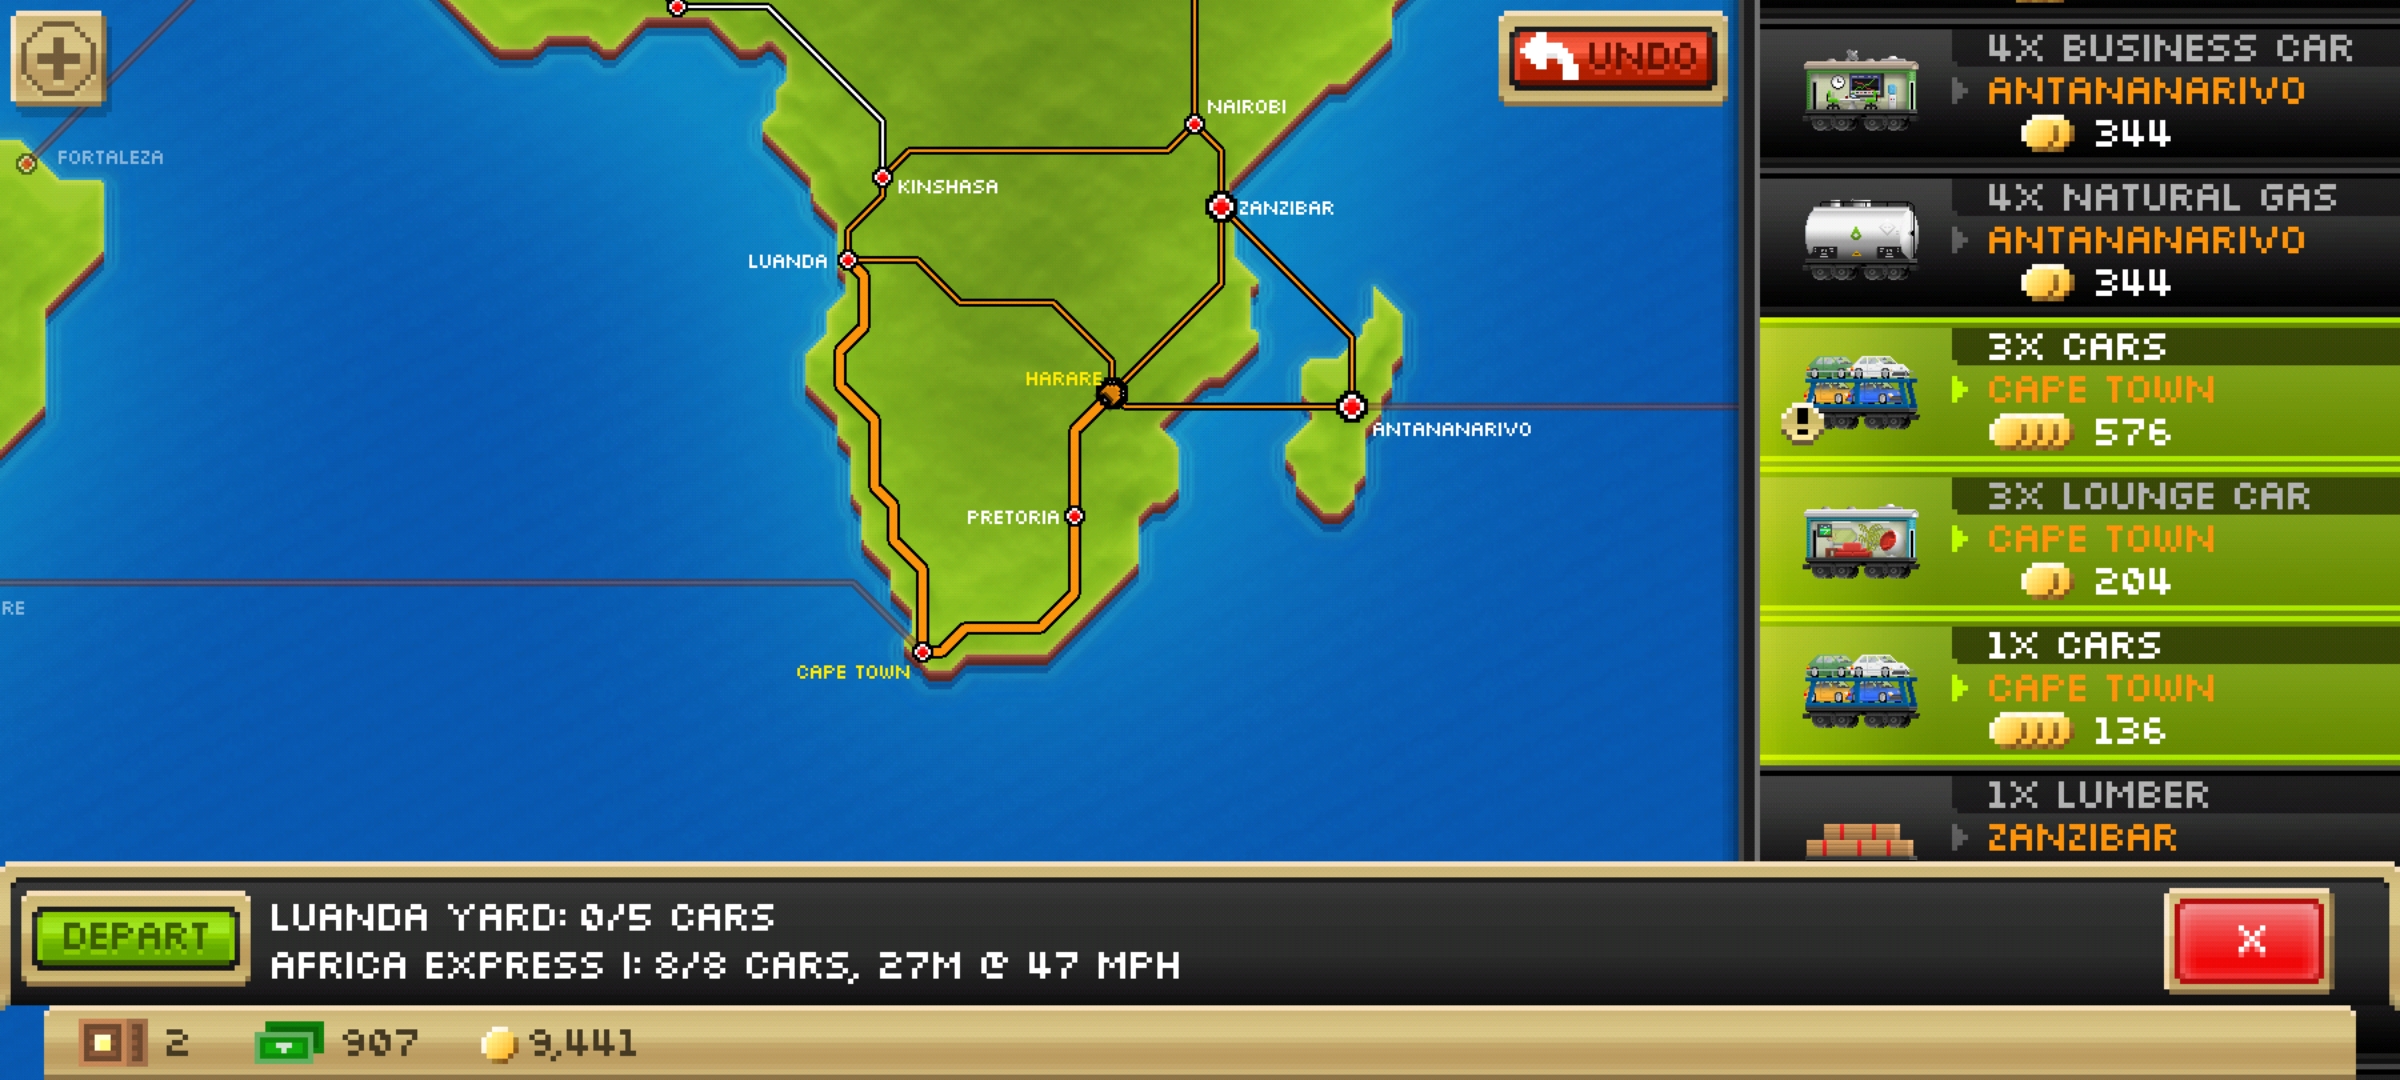 UNDO
NAIROBI
FORTALEZA
KINSHASA
ZANZIBAR
LUANDA
HARARE
ANTANANARIVO
PRETORIA
RE
CAPE TOWN
4X BUSINESS CAR
ANTANANARIVO
344
4X NATURAL GAS
ANTANANARIVO
344
3X CARS
CAPE TOWN
576
3X LOUNGE CAR
CAPE TOWN
204
1X CARS
CAPE TOWN
136
1X LUMBER
ZANZIBAR
DEPART
LUANDA YARD: 0/5 CARS
AFRICA EXPRESS I: 8/8 CARS, 27M @ 47 MPH
X
2
907
9,441